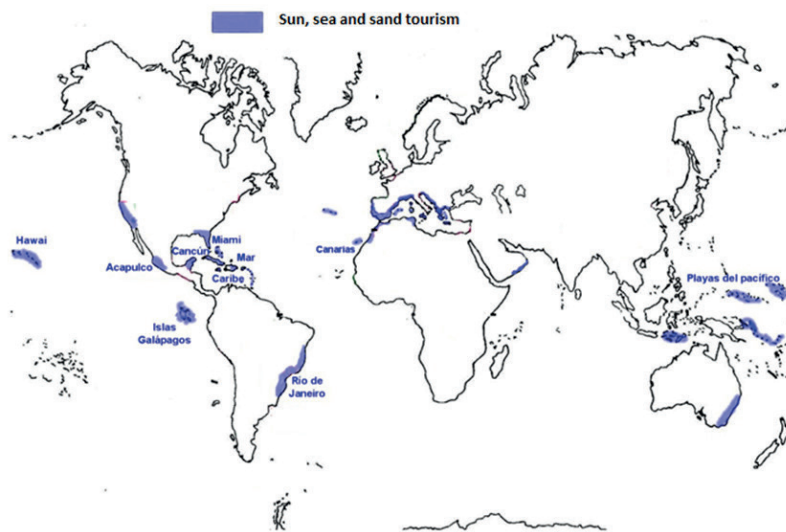 Sun, sea and sand tourism
Hawai
Acapulco
Cancún
Miami
Mar
Caribe
Islas
Galápagos
Rio de
Janeiro
Canarias
Playas del pacífico